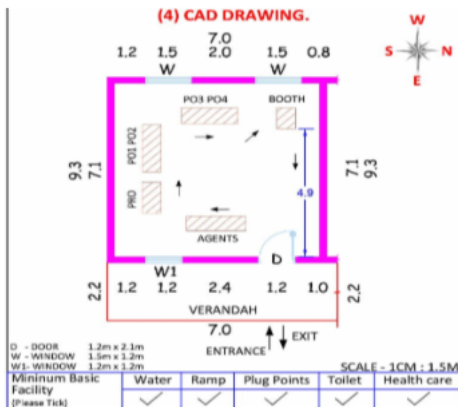 (4) CAD DRAWING.
7.0
1.2 1.5 2.0 1.5 0.8
W W
W
S N
E
PO3 PO4 BOOTH
PO1 PO2
PRO
9.3 7.1
4.9
7.1 9.3
AGENTS
D
W1
2.2 1.2 1.2 2.4 1.2 1.0 2.2
VERANDAH
7.0
ENTRANCE EXIT
D - DOOR 1.2m x 2.1m
W - WINDOW 1.5m x 1.2m
W1- WINDOW 1.2m x 1.2m
SCALE - 1CM : 1.5M
Mininum Basic Facility (Please Tick) Water Ramp Plug Points Toilet Health care